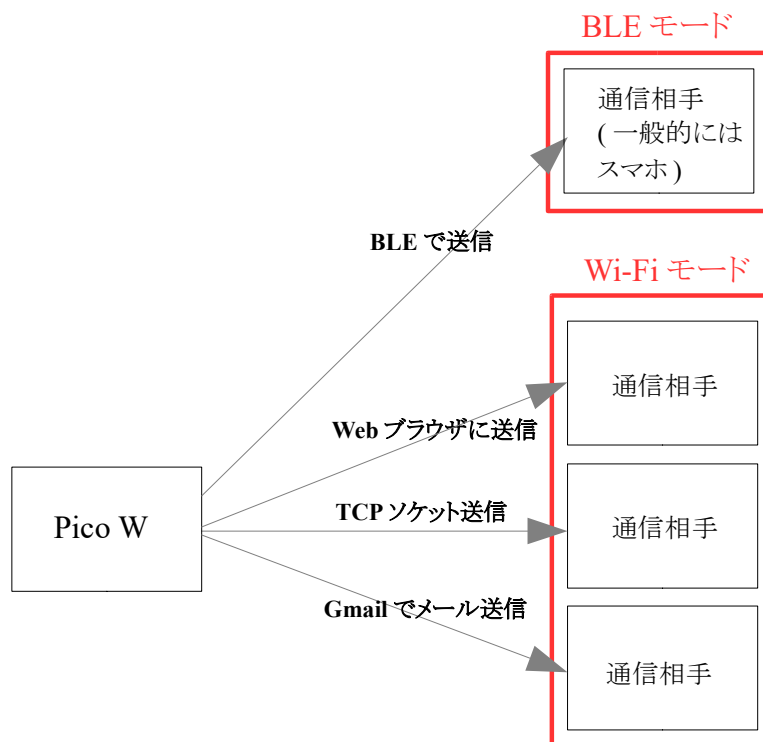 BLE モード
通信相手
( 一般的には
スマホ )
BLE で送信
Wi-Fi モード
通信相手
Web ブラウザに送信
Pico W
TCP ソケット送信
通信相手
Gmail でメール送信
通信相手